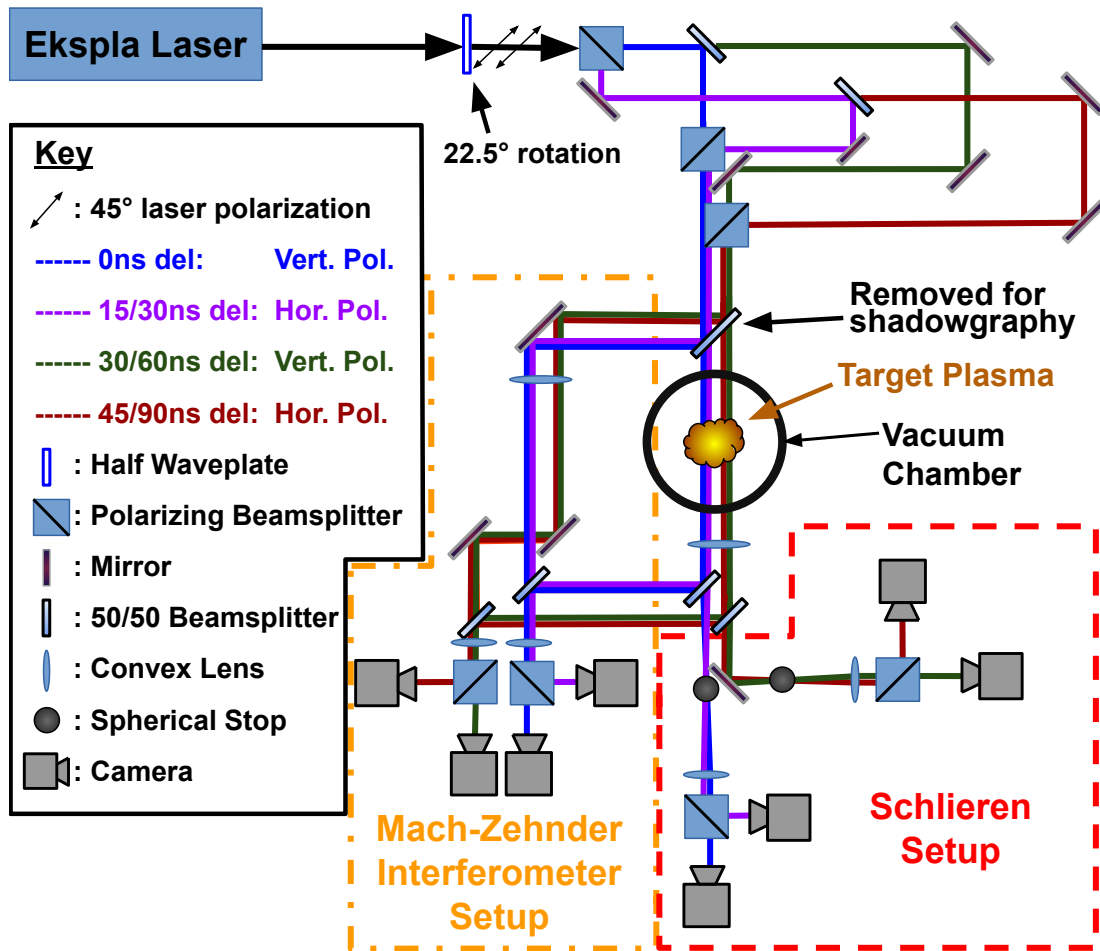 Ekspla Laser
22.5° rotation
Key
: 45° laser polarization
------ 0ns del: Vert. Pol.
------ 15/30ns del: Hor. Pol.
------ 30/60ns del: Vert. Pol.
------ 45/90ns del: Hor. Pol.
: Half Waveplate
: Polarizing Beamsplitter
: Mirror
: 50/50 Beamsplitter
: Convex Lens
: Spherical Stop
: Camera
Removed for
shadowgraphy
Target Plasma
Vacuum
Chamber
Mach-Zehnder
Interferometer
Setup
Schlieren
Setup